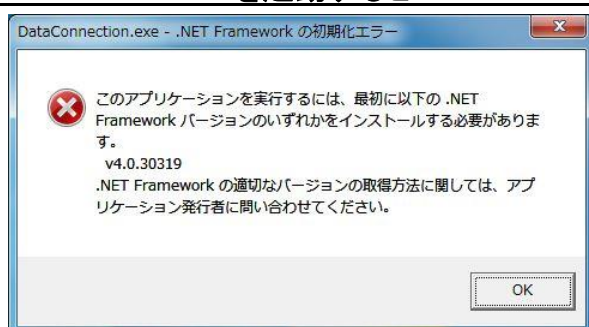 DataConnection.exe - .NET Framework の初期化エラー
このアプリケーションを実行するには、最初に以下の .NET
Framework バージョンのいずれかをインストールする必要がありま
す。
v4.0.30319
.NET Framework の適切なバージョンの取得方法に関しては、アプ
リケーション発行者に問い合わせてください。
OK